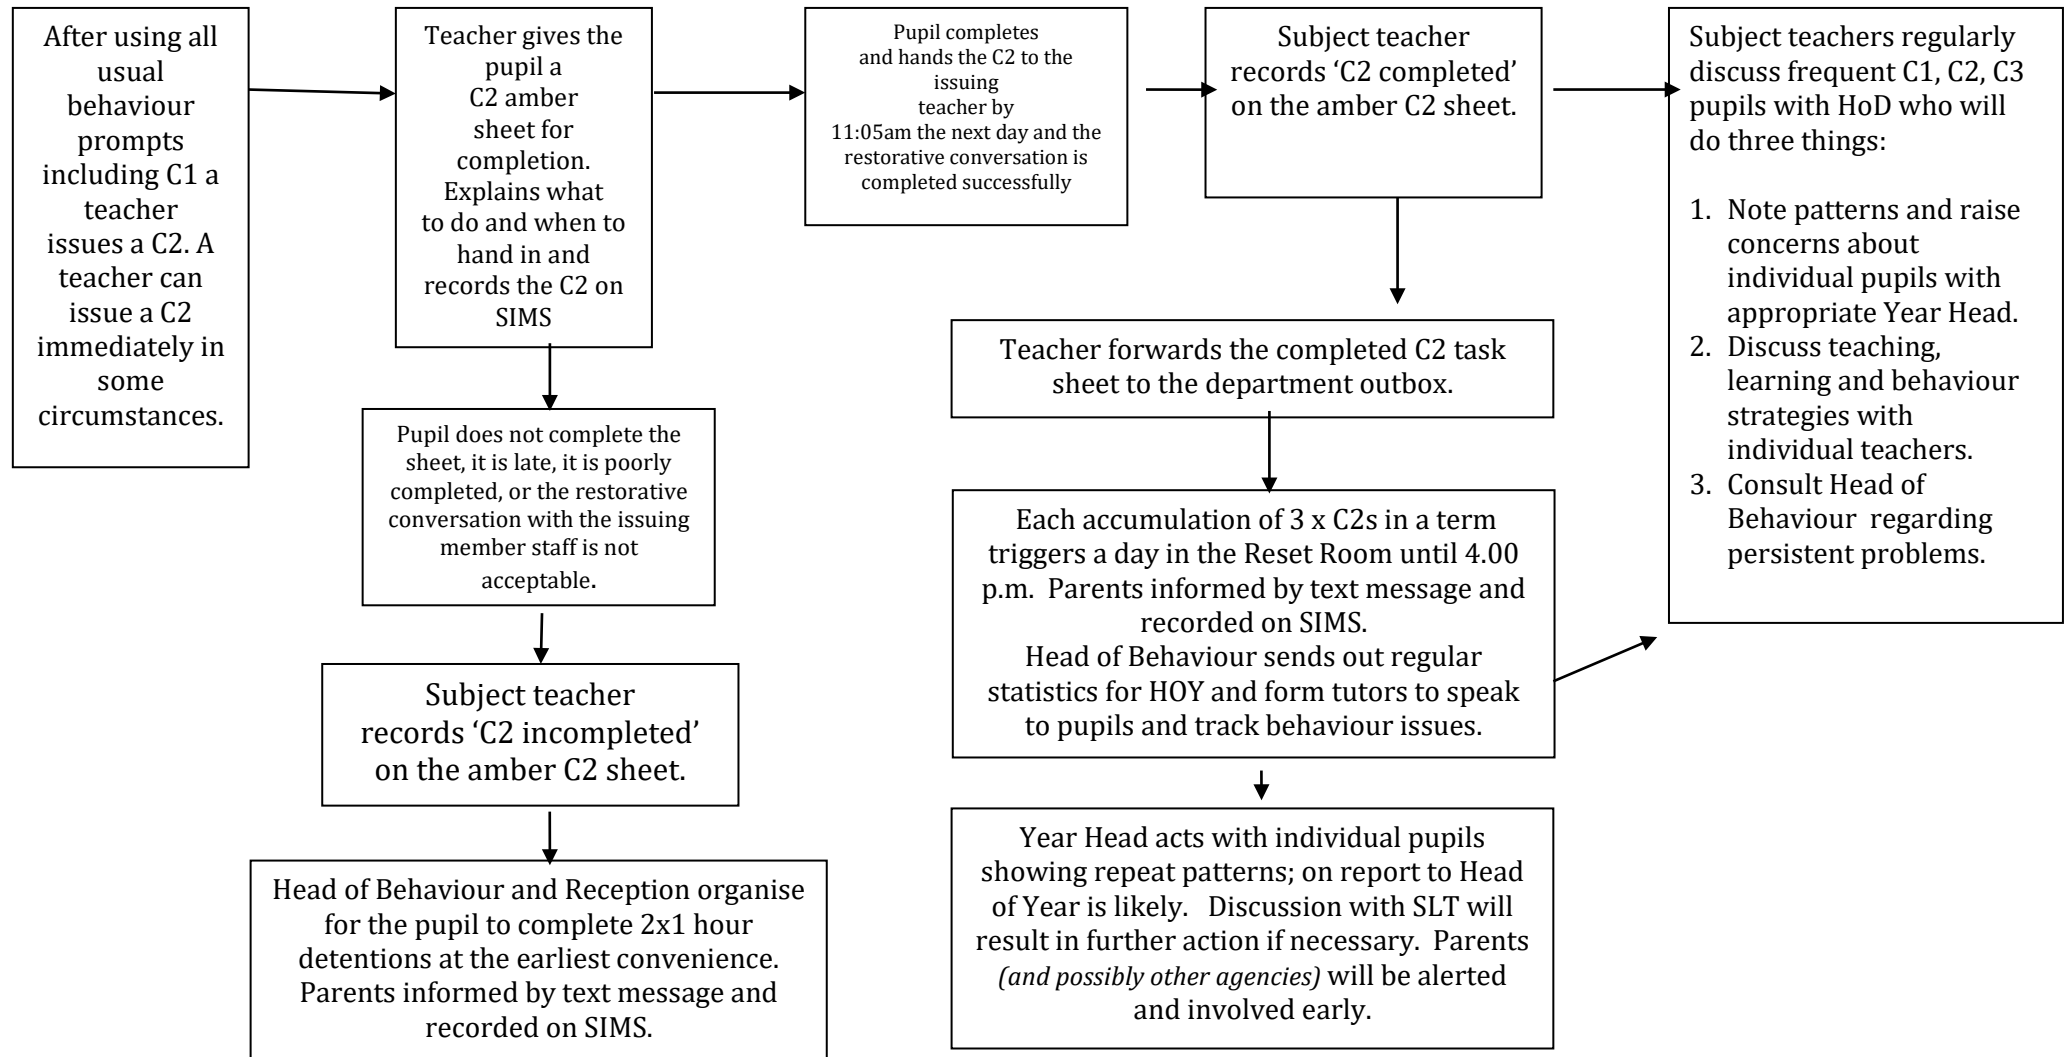 After using all
usual
behaviour
prompts
including C1 a
teacher
issues a C2. A
teacher can
issue a C2
immediately in
some
circumstances.
Teacher gives the
pupil a
C2 amber
sheet for
completion.
Explains what
to do and when to
hand in and
records the C2 on
SIMS
Pupil completes
and hands the C2 to the
issuing
teacher by
11:05am the next day and the
restorative conversation is
completed successfully
Subject teacher
records ‘C2 completed’
on the amber C2 sheet.
Subject teachers regularly
discuss frequent C1, C2, C3
pupils with HoD who will
do three things:
1. Note patterns and raise
concerns about
individual pupils with
appropriate Year Head.
2. Discuss teaching,
learning and behaviour
strategies with
individual teachers.
3. Consult Head of
Behaviour regarding
persistent problems.
Teacher forwards the completed C2 task
sheet to the department outbox.
Pupil does not complete the
sheet, it is late, it is poorly
completed, or the restorative
conversation with the issuing
member staff is not
acceptable.
Each accumulation of 3 x C2s in a term
triggers a day in the Reset Room until 4.00
p.m. Parents informed by text message and
recorded on SIMS.
Head of Behaviour sends out regular
statistics for HOY and form tutors to speak
to pupils and track behaviour issues.
Subject teacher
records ‘C2 incompleted’
on the amber C2 sheet.
Year Head acts with individual pupils
showing repeat patterns; on report to Head
of Year is likely. Discussion with SLT will
result in further action if necessary. Parents
(and possibly other agencies) will be alerted
and involved early.
Head of Behaviour and Reception organise
for the pupil to complete 2x1 hour
detentions at the earliest convenience.
Parents informed by text message and
recorded on SIMS.